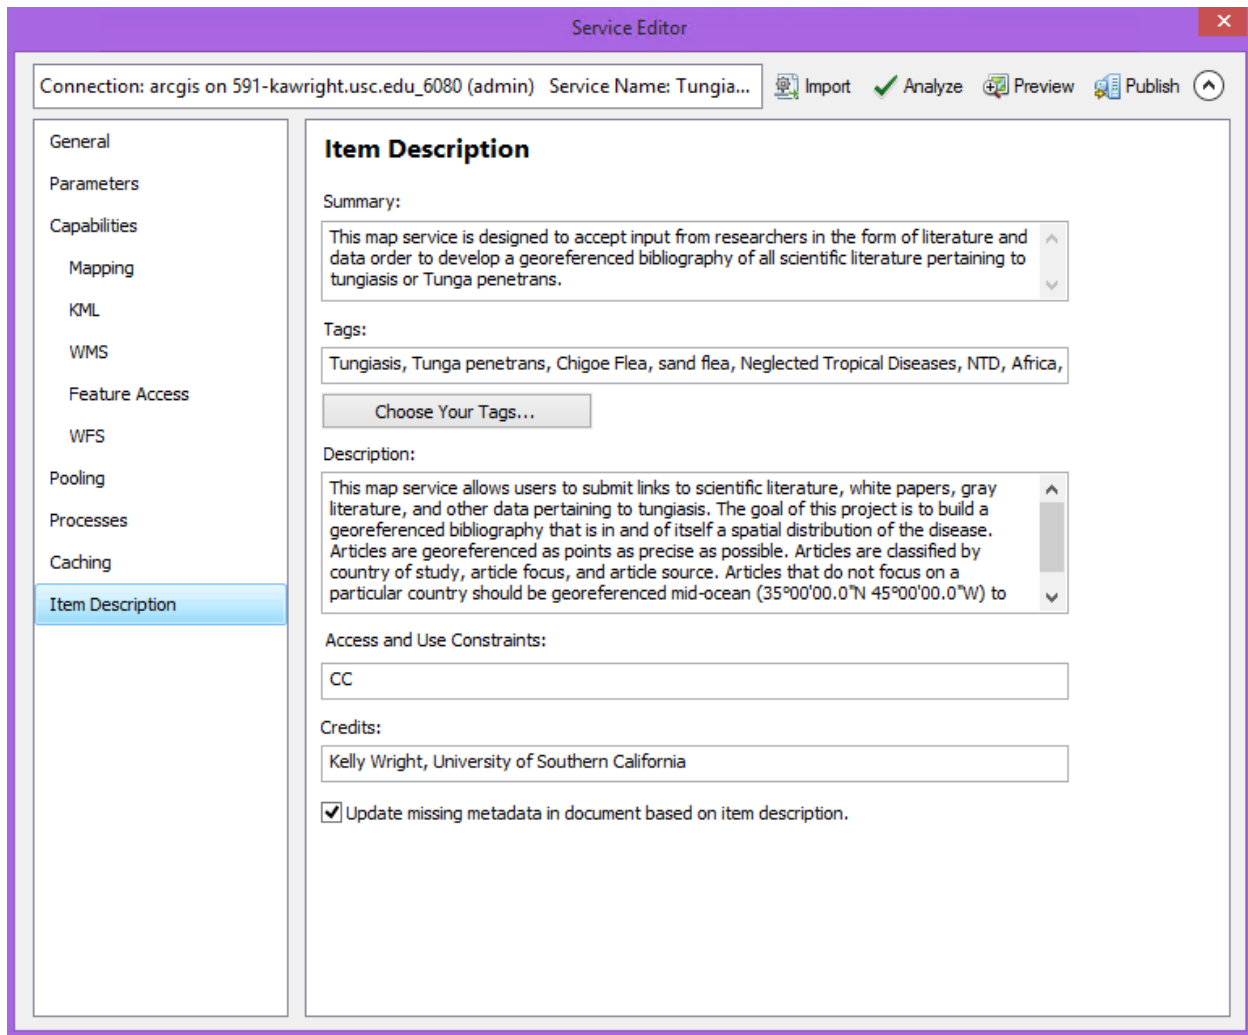 Service Editor
Connection: arcgis on 591-kawright.usc.edu_6080 (admin) Service Name: Tungia...
Import
Analyze
Preview
Publish
General
Parameters
Capabilities
Mapping
KML
WMS
Feature Access
WFS
Pooling
Processes
Caching
Item Description
Item Description
Summary:
This map service is designed to accept input from researchers in the form of literature and
data order to develop a georeferenced bibliography of all scientific literature pertaining to
tungiasis or Tunga penetrans.
Tags:
Tungiasis, Tunga penetrans, Chigoe Flea, sand flea, Neglected Tropical Diseases, NTD, Africa,
Choose Your Tags...
Description:
This map service allows users to submit links to scientific literature, white papers, gray
literature, and other data pertaining to tungiasis. The goal of this project is to build a
georeferenced bibliography that is in and of itself a spatial distribution of the disease.
Articles are georeferenced as points as precise as possible. Articles are classified by
country of study, article focus, and article source. Articles that do not focus on a
particular country should be georeferenced mid-ocean (35°00'00.0"N 45°00'00.0"W) to
Access and Use Constraints:
CC
Credits:
Kelly Wright, University of Southern California
Update missing metadata in document based on item description.